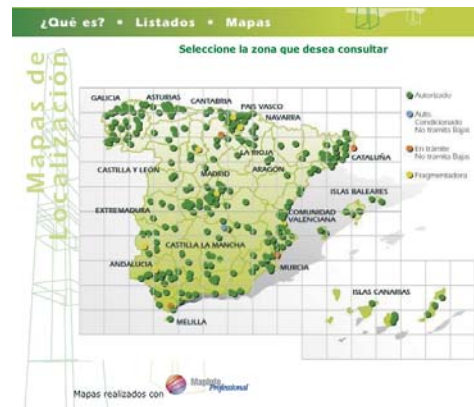 ¿Qué es? • Listados • Mapas
Seleccione la zona que desea consultar
Mapas de
Localización
GALICIA
ASTURIAS
CANTABRIA
PAIS VASCO
NAVARRA
LA RIOJA
CATALUÑA
CASTILLA Y LEÓN
MADRID
ARAGON
ISLAS BALEARES
EXTREMADURA
COMUNIDAD
VALENCIANA
CASTILLA LA MANCHA
ANDALUCIA
MURCIA
MELILLA
ISLAS CANARIAS
Autorizado
Auto.
Condicionado
No tramita Bajas
En trámite
No tramita Bajas
Fragmentadora
Mapas realizados con
MapInfo
Professional